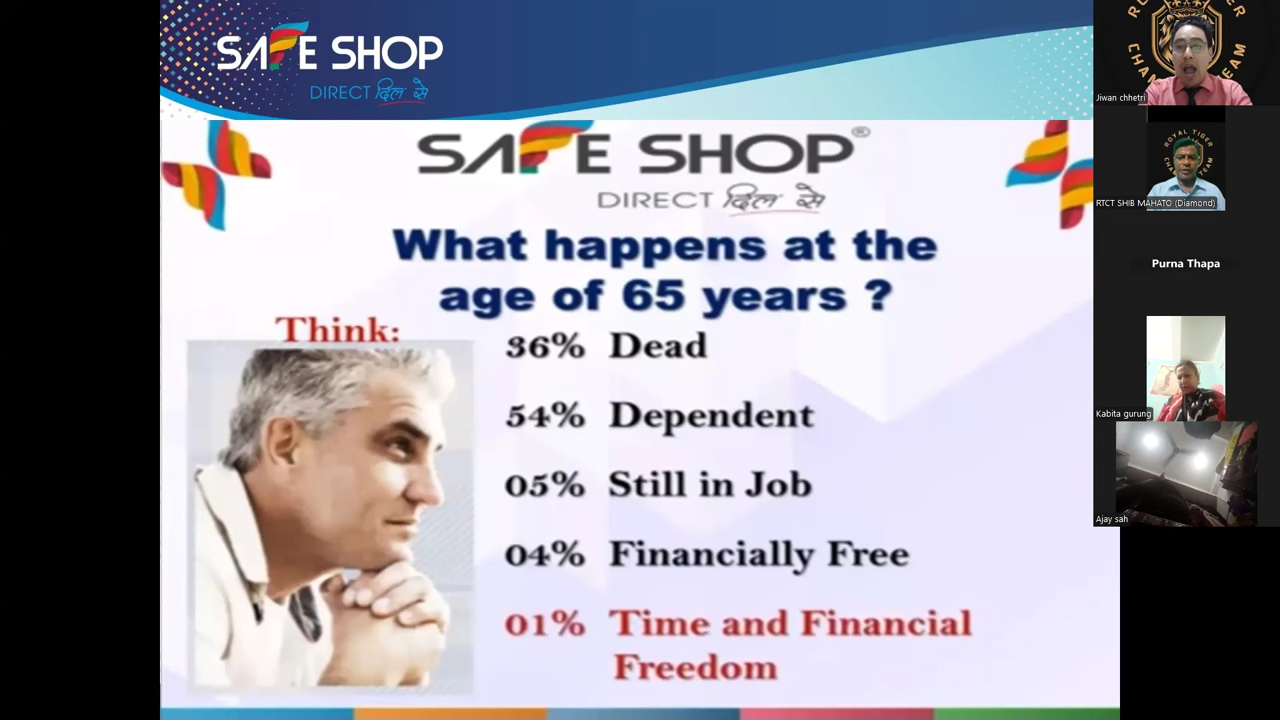 SAFE SHOP
DIRECT दिल से
SAFE SHOP®
DIRECT दिल से
What happens at the
age of 65 years ?
Think:
36% Dead
54% Dependent
05% Still in Job
04% Financially Free
01% Time and Financial
Freedom
Jiwan chhetri
ROYAL TIGER
RTCT SHIB MAHATO (Diamond)
Purna Thapa
Kabita gurung
Ajay sah